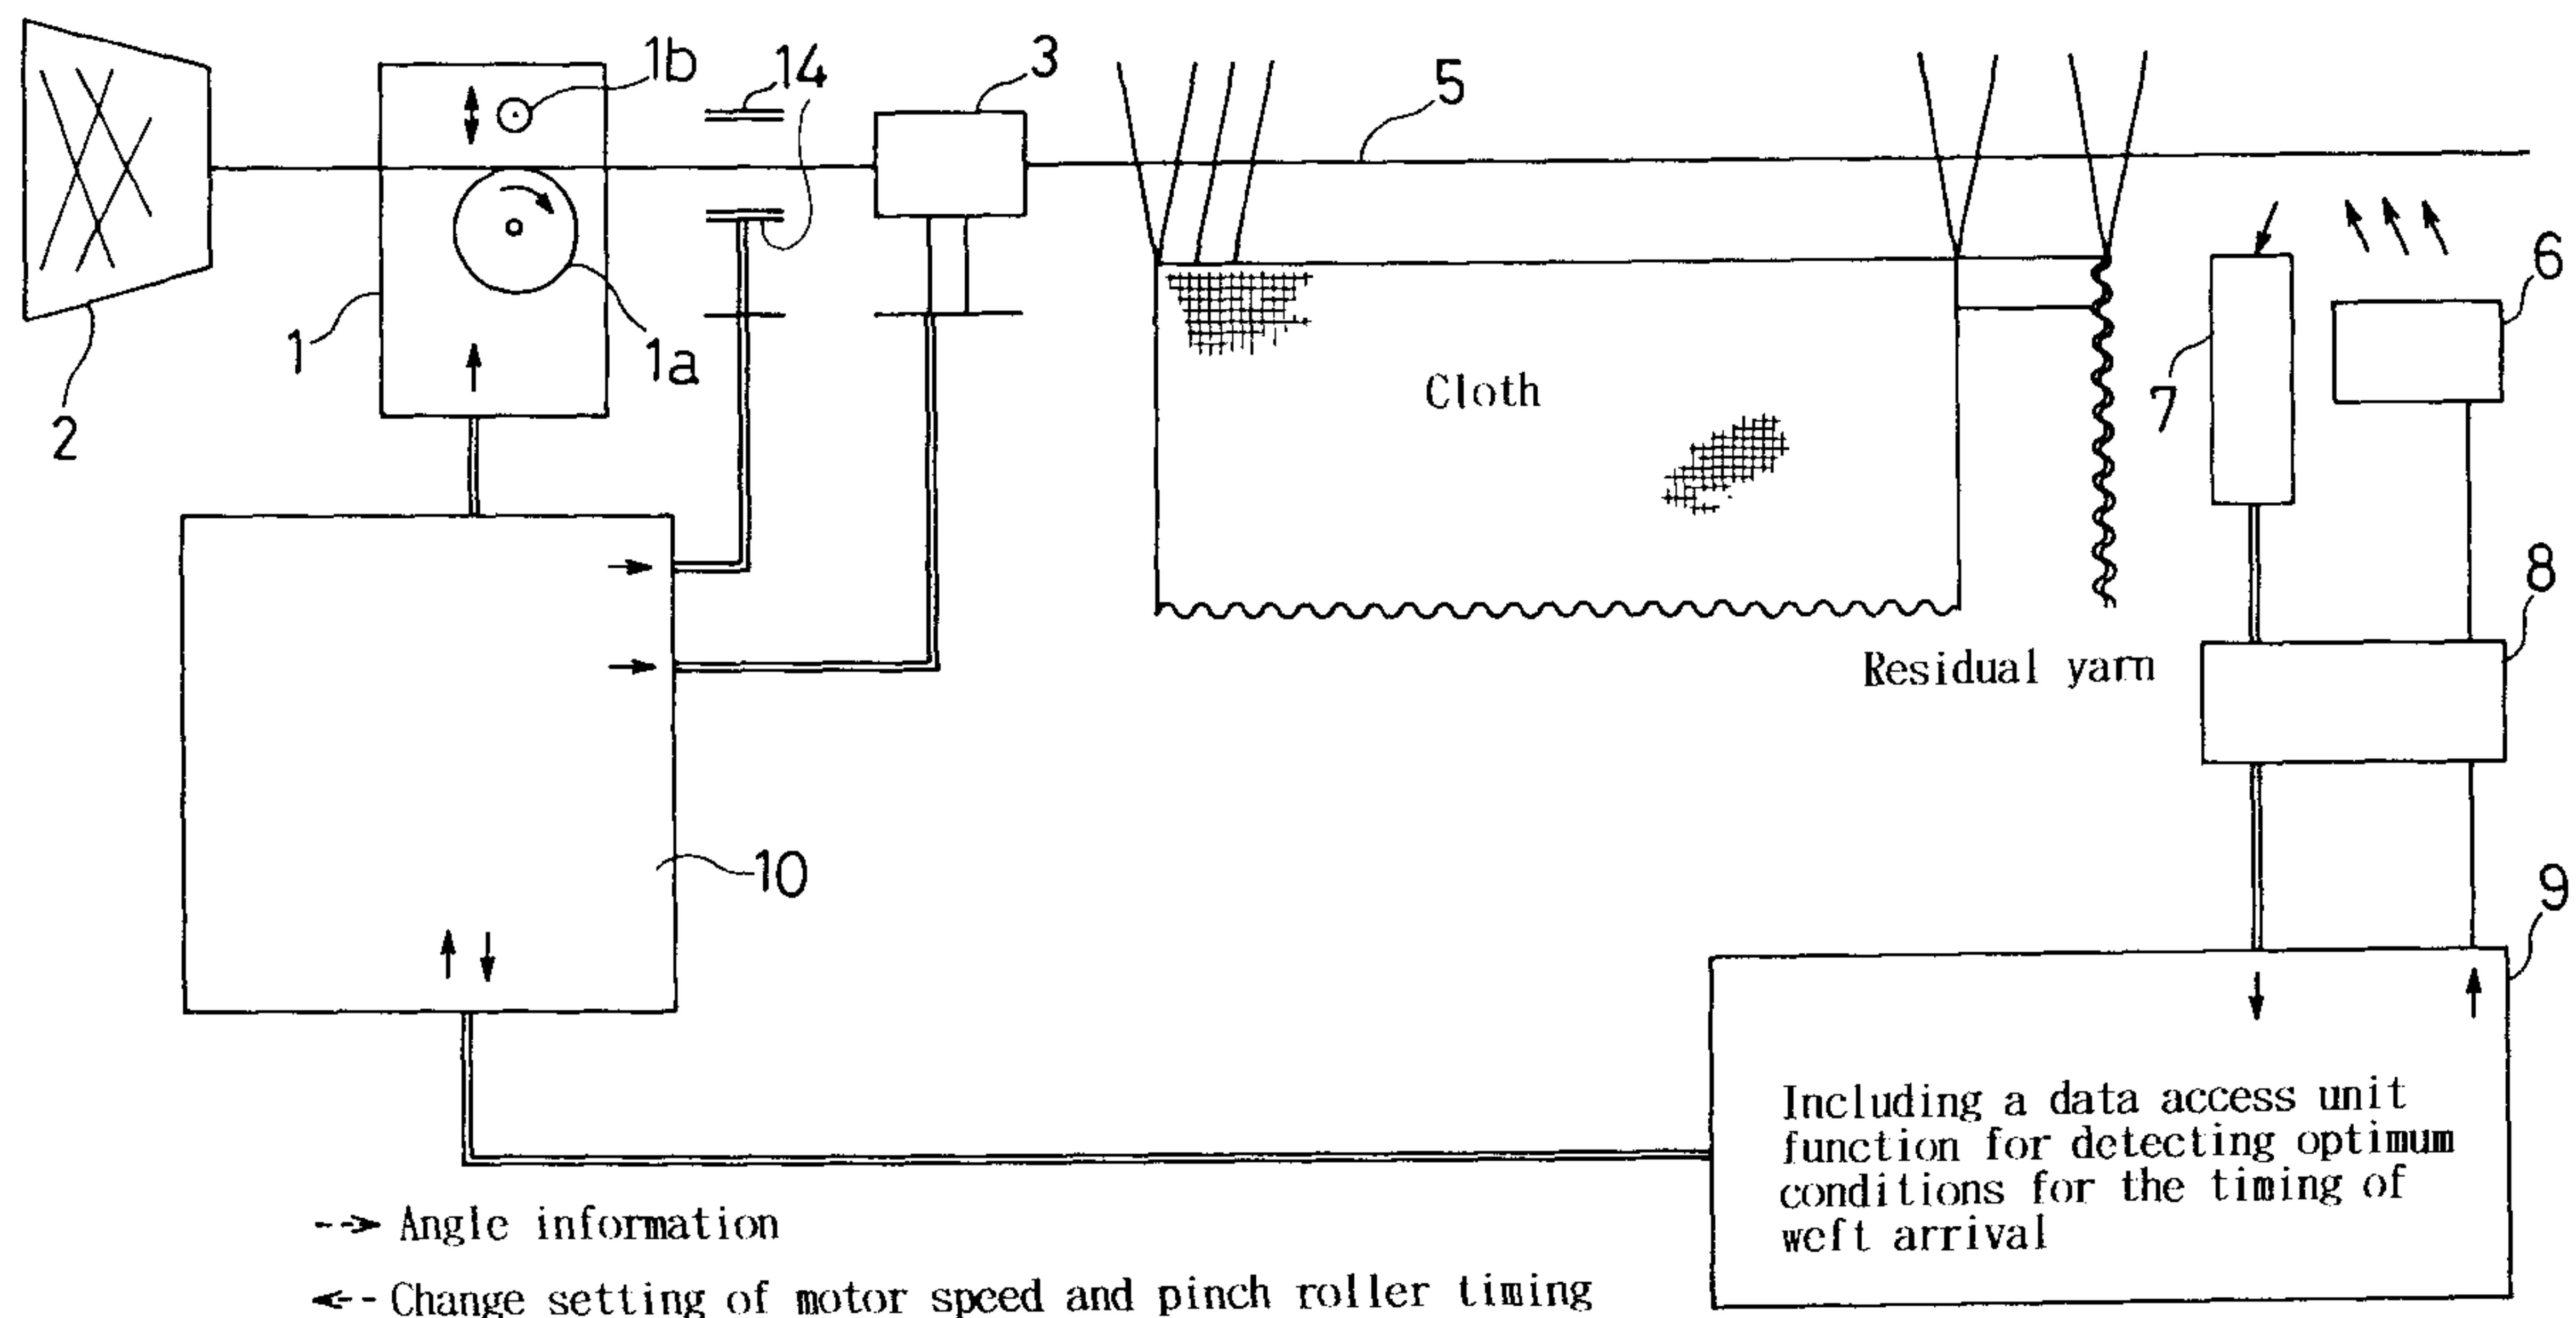 1b
14
3
5
6
1
1a
2
7
Cloth
8
Residual yarn
10
9
Including a data access unit
function for detecting optimum
conditions for the timing of
weft arrival
--> Angle information
<-- Change setting of motor speed and pinch roller timing